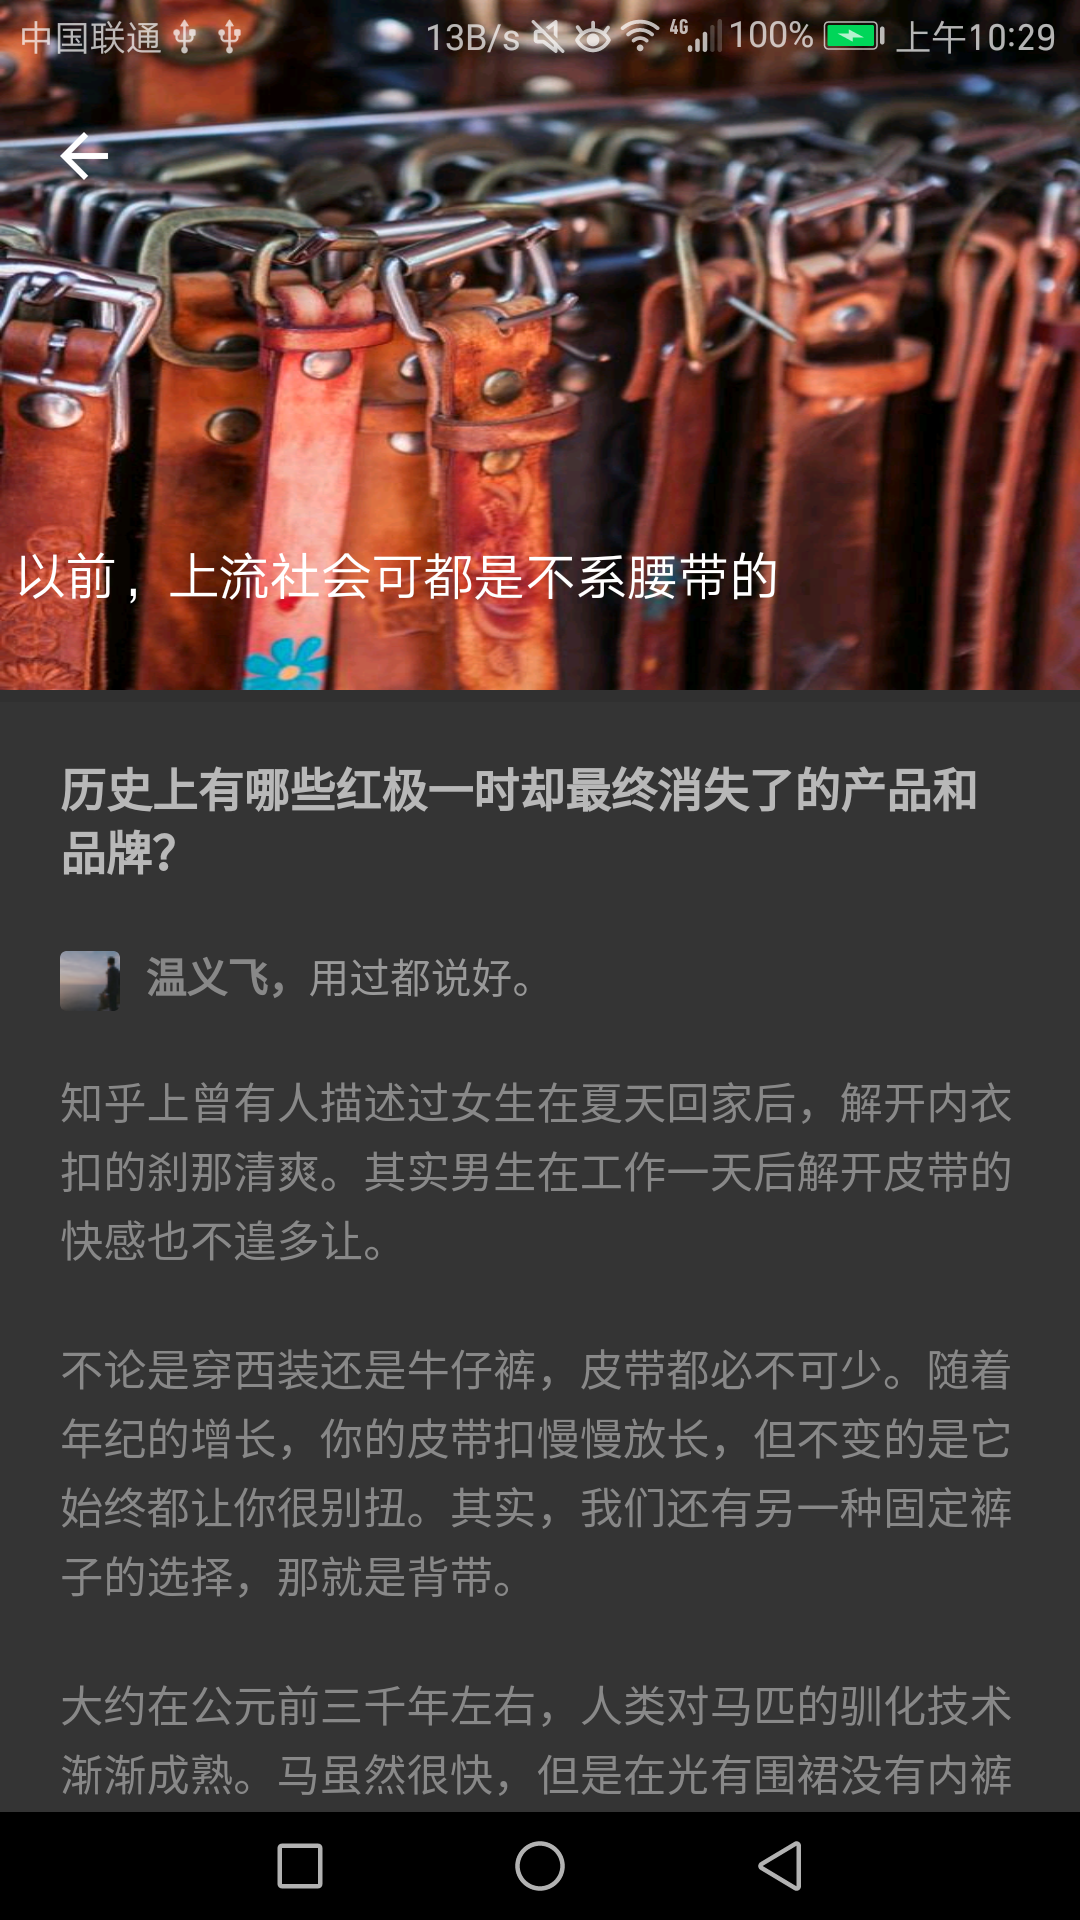 中国联通 13B/s 4G 100% 上午10:29
以前，上流社会可都是不系腰带的
历史上有哪些红极一时却最终消失了的产品和
品牌？
温义飞，用过都说好。
知乎上曾有人描述过女生在夏天回家后，解开内衣
扣的刹那清爽。其实男生在工作一天后解开皮带的
快感也不遑多让。
不论是穿西装还是牛仔裤，皮带都必不可少。随着
年纪的增长，你的皮带扣慢慢放长，但不变的是它
始终都让你很别扭。其实，我们还有另一种固定裤
子的选择，那就是背带。
大约在公元前三千年左右，人类对马匹的驯化技术
渐渐成熟。马虽然很快，但是在光有围裙没有内裤